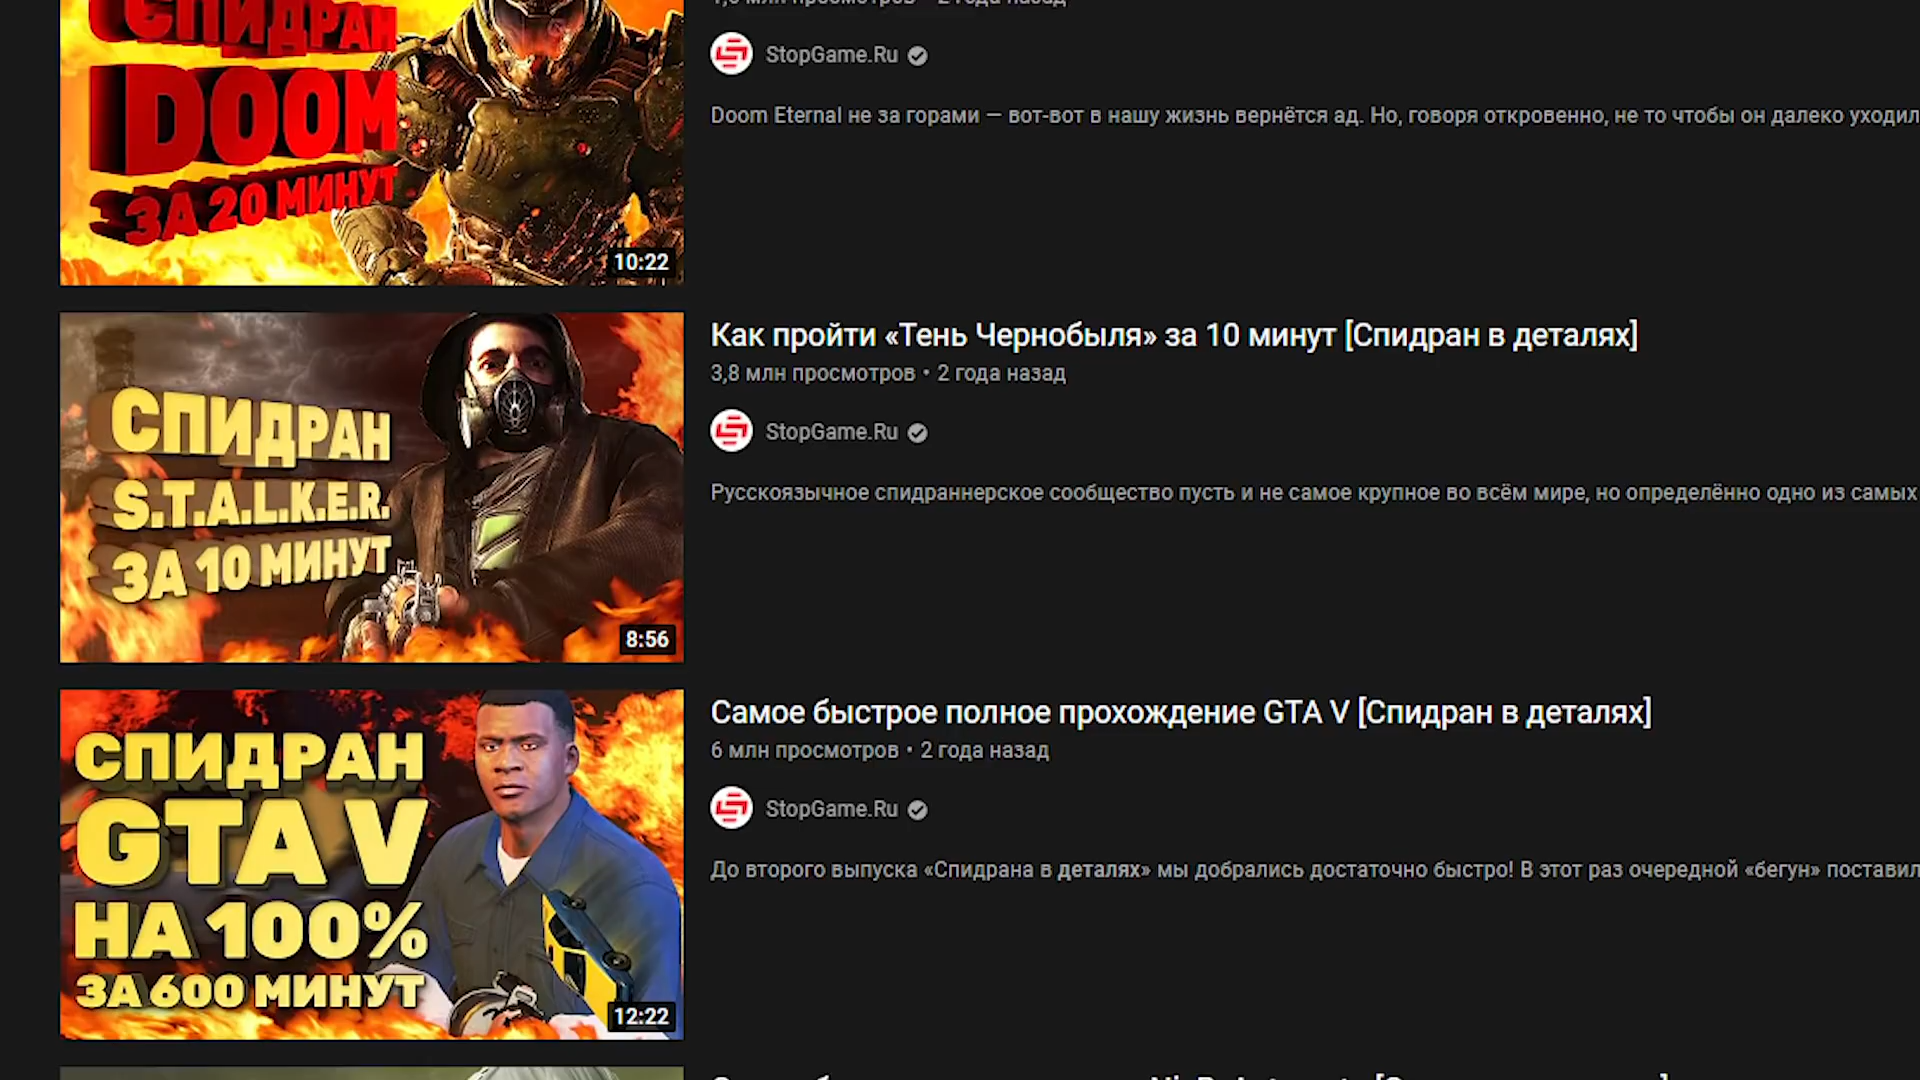 СПИДРАН
DOOM
ЗА 20 МИНУТ
10:22
млн просмотров • 2 года назад
StopGame.Ru
Doom Eternal не за горами — вот-вот в нашу жизнь вернётся ад. Но, говоря откровенно, не то чтобы он далеко уходил
СПИДРАН
S.T.A.L.K.E.R.
ЗА 10 МИНУТ
8:56
Как пройти «Тень Чернобыля» за 10 минут [Спидран в деталях]
3,8 млн просмотров • 2 года назад
StopGame.Ru
Русскоязычное спидраннерское сообщество пусть и не самое крупное во всём мире, но определённо одно из самых
СПИДРАН
GTA V
НА 100%
ЗА 600 МИНУТ
12:22
Самое быстрое полное прохождение GTA V [Спидран в деталях]
6 млн просмотров • 2 года назад
StopGame.Ru
До второго выпуска «Спидрана в деталях» мы добрались достаточно быстро! В этот раз очередной «бегун» поставил